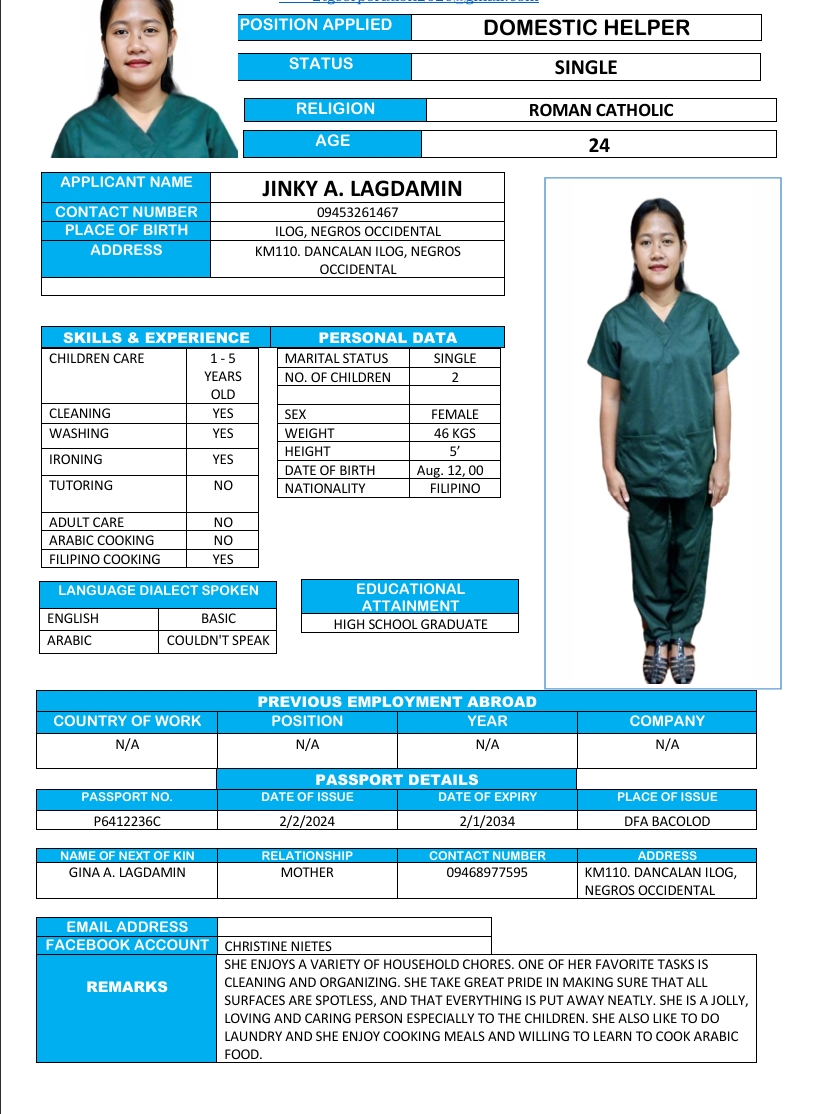 POSITION APPLIED DOMESTIC HELPER
STATUS SINGLE
RELIGION ROMAN CATHOLIC
AGE 24
APPLICANT NAME JINKY A. LAGDAMIN
CONTACT NUMBER 09453261467
PLACE OF BIRTH ILOG, NEGROS OCCIDENTAL
ADDRESS KM110. DANCALAN ILOG, NEGROS
OCCIDENTAL
SKILLS & EXPERIENCE
CHILDREN CARE 1 - 5
YEARS
OLD
CLEANING YES
WASHING YES
IRONING YES
TUTORING NO
ADULT CARE NO
ARABIC COOKING NO
FILIPINO COOKING YES
PERSONAL DATA
MARITAL STATUS SINGLE
NO. OF CHILDREN 2
SEX FEMALE
WEIGHT 46 KGS
HEIGHT 5’
DATE OF BIRTH Aug. 12, 00
NATIONALITY FILIPINO
LANGUAGE DIALECT SPOKEN
ENGLISH BASIC
ARABIC COULDN'T SPEAK
EDUCATIONAL
ATTAINMENT
HIGH SCHOOL GRADUATE
PREVIOUS EMPLOYMENT ABROAD
COUNTRY OF WORK POSITION YEAR COMPANY
N/A N/A N/A N/A
PASSPORT DETAILS
PASSPORT NO. DATE OF ISSUE DATE OF EXPIRY PLACE OF ISSUE
P6412236C 2/2/2024 2/1/2034 DFA BACOLOD
NAME OF NEXT OF KIN RELATIONSHIP CONTACT NUMBER ADDRESS
GINA A. LAGDAMIN MOTHER 09468977595 KM110. DANCALAN ILOG,
NEGROS OCCIDENTAL
EMAIL ADDRESS
FACEBOOK ACCOUNT CHRISTINE NIETES
REMARKS
SHE ENJOYS A VARIETY OF HOUSEHOLD CHORES. ONE OF HER FAVORITE TASKS IS
CLEANING AND ORGANIZING. SHE TAKE GREAT PRIDE IN MAKING SURE THAT ALL
SURFACES ARE SPOTLESS, AND THAT EVERYTHING IS PUT AWAY NEATLY. SHE IS A JOLLY,
LOVING AND CARING PERSON ESPECIALLY TO THE CHILDREN. SHE ALSO LIKE TO DO
LAUNDRY AND SHE ENJOY COOKING MEALS AND WILLING TO LEARN TO COOK ARABIC
FOOD.